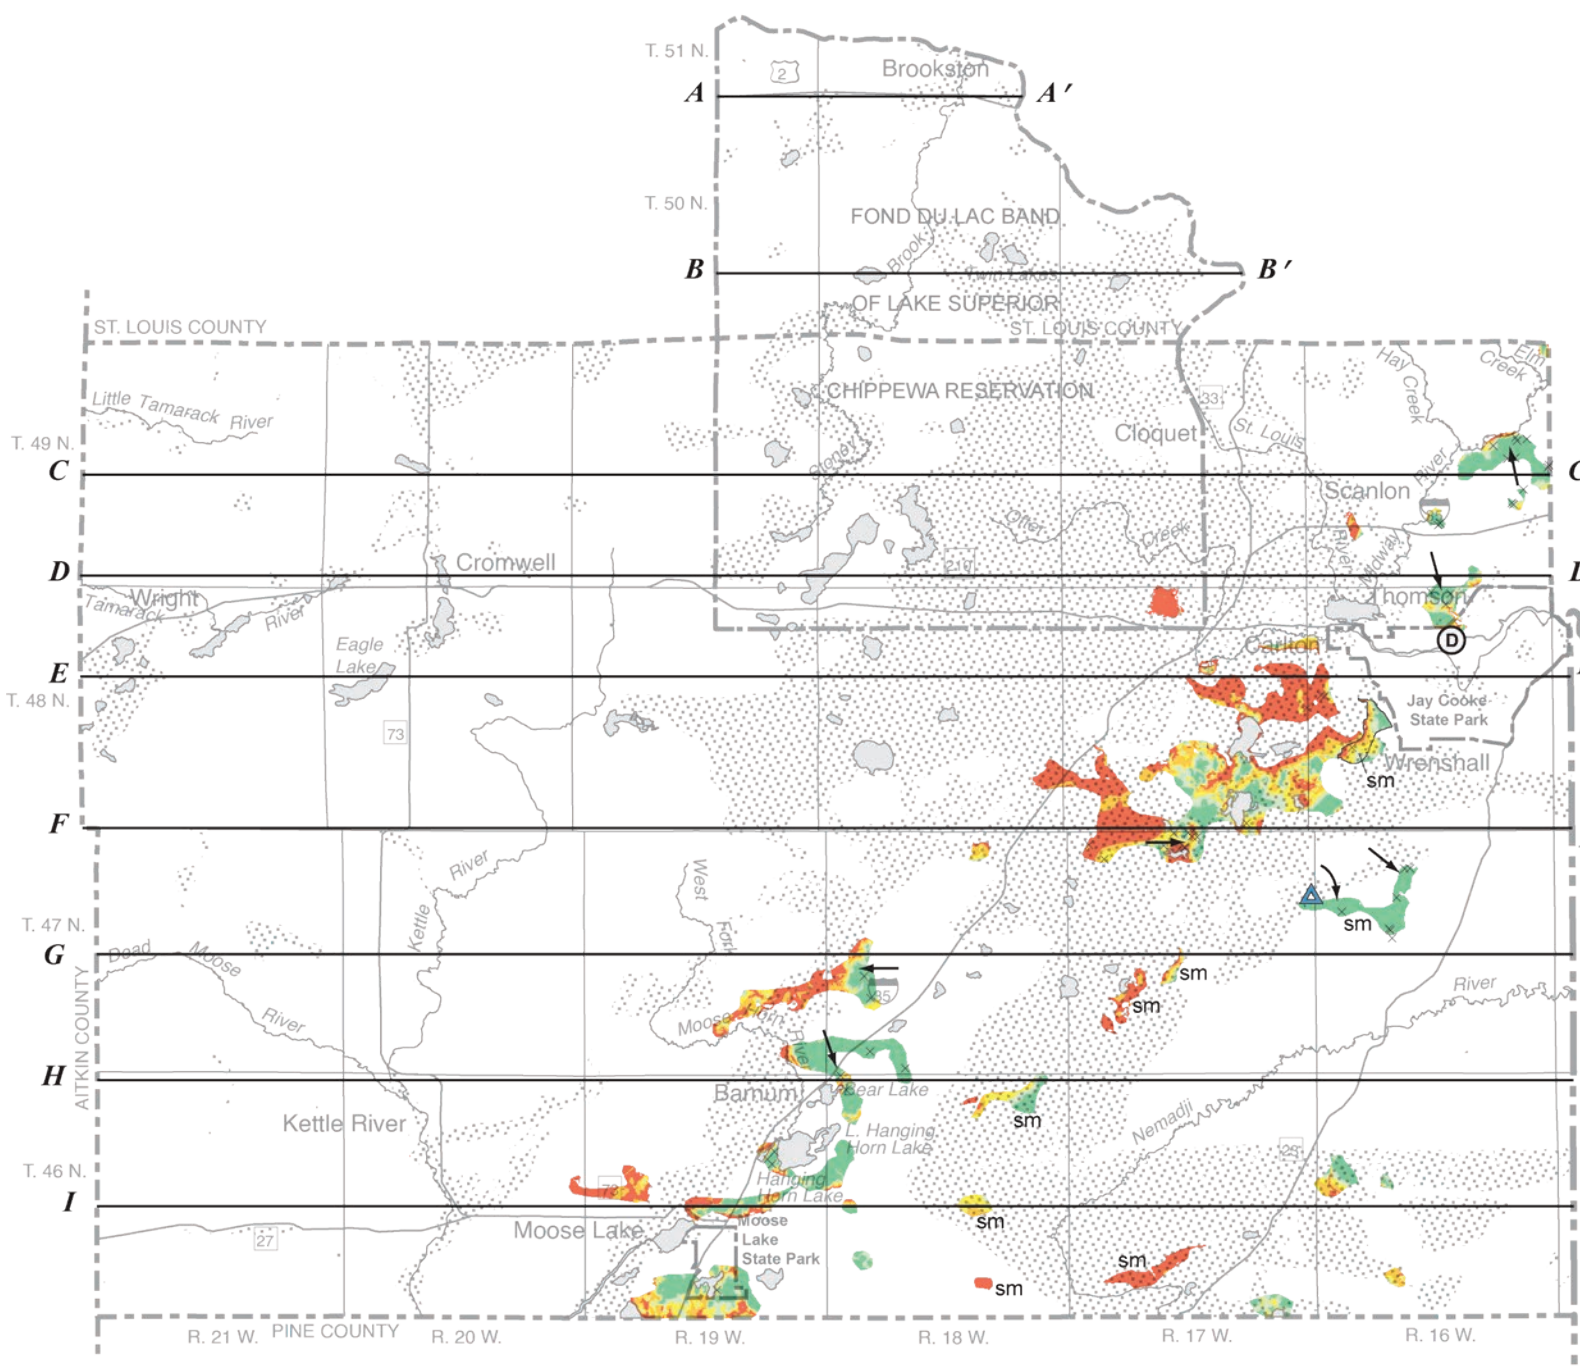 T. 51 N.
2
Brookston
A
A′
T. 50 N.
FOND DU LAC BAND
Brook
B
Twin Lakes
B′
OF LAKE SUPERIOR
ST. LOUIS COUNTY
ST. LOUIS COUNTY
Elm
Creek
Hay Creek
CHIPPEWA RESERVATION
33
Little Tamarack River
Cloquet
St. Louis
T. 49 N.
Stoney
River
C
C
Scanlon
Otter
Creek
River
Midway
Cromwell
210
D
Wright
Thomson
Tamarack
River
D
Carlton
Eagle
Lake
E
T. 48 N.
Jay Cooke
State Park
73
Wrenshall
sm
F
River
West
Fork
Kettle
sm
T. 47 N.
G
Dead
Moose
River
sm
35
sm
River
Moose
Horn
River
AITKIN COUNTY
H
Barnum
Bear Lake
Kettle River
sm
Nemadji
L. Hanging
Horn Lake
T. 46 N.
73
Hanging
Horn Lake
I
sm
27
Moose Lake
Moose
Lake
State Park
sm
sm
R. 21 W.
PINE COUNTY
R. 20 W.
R. 19 W.
R. 18 W.
R. 17 W.
R. 16 W.